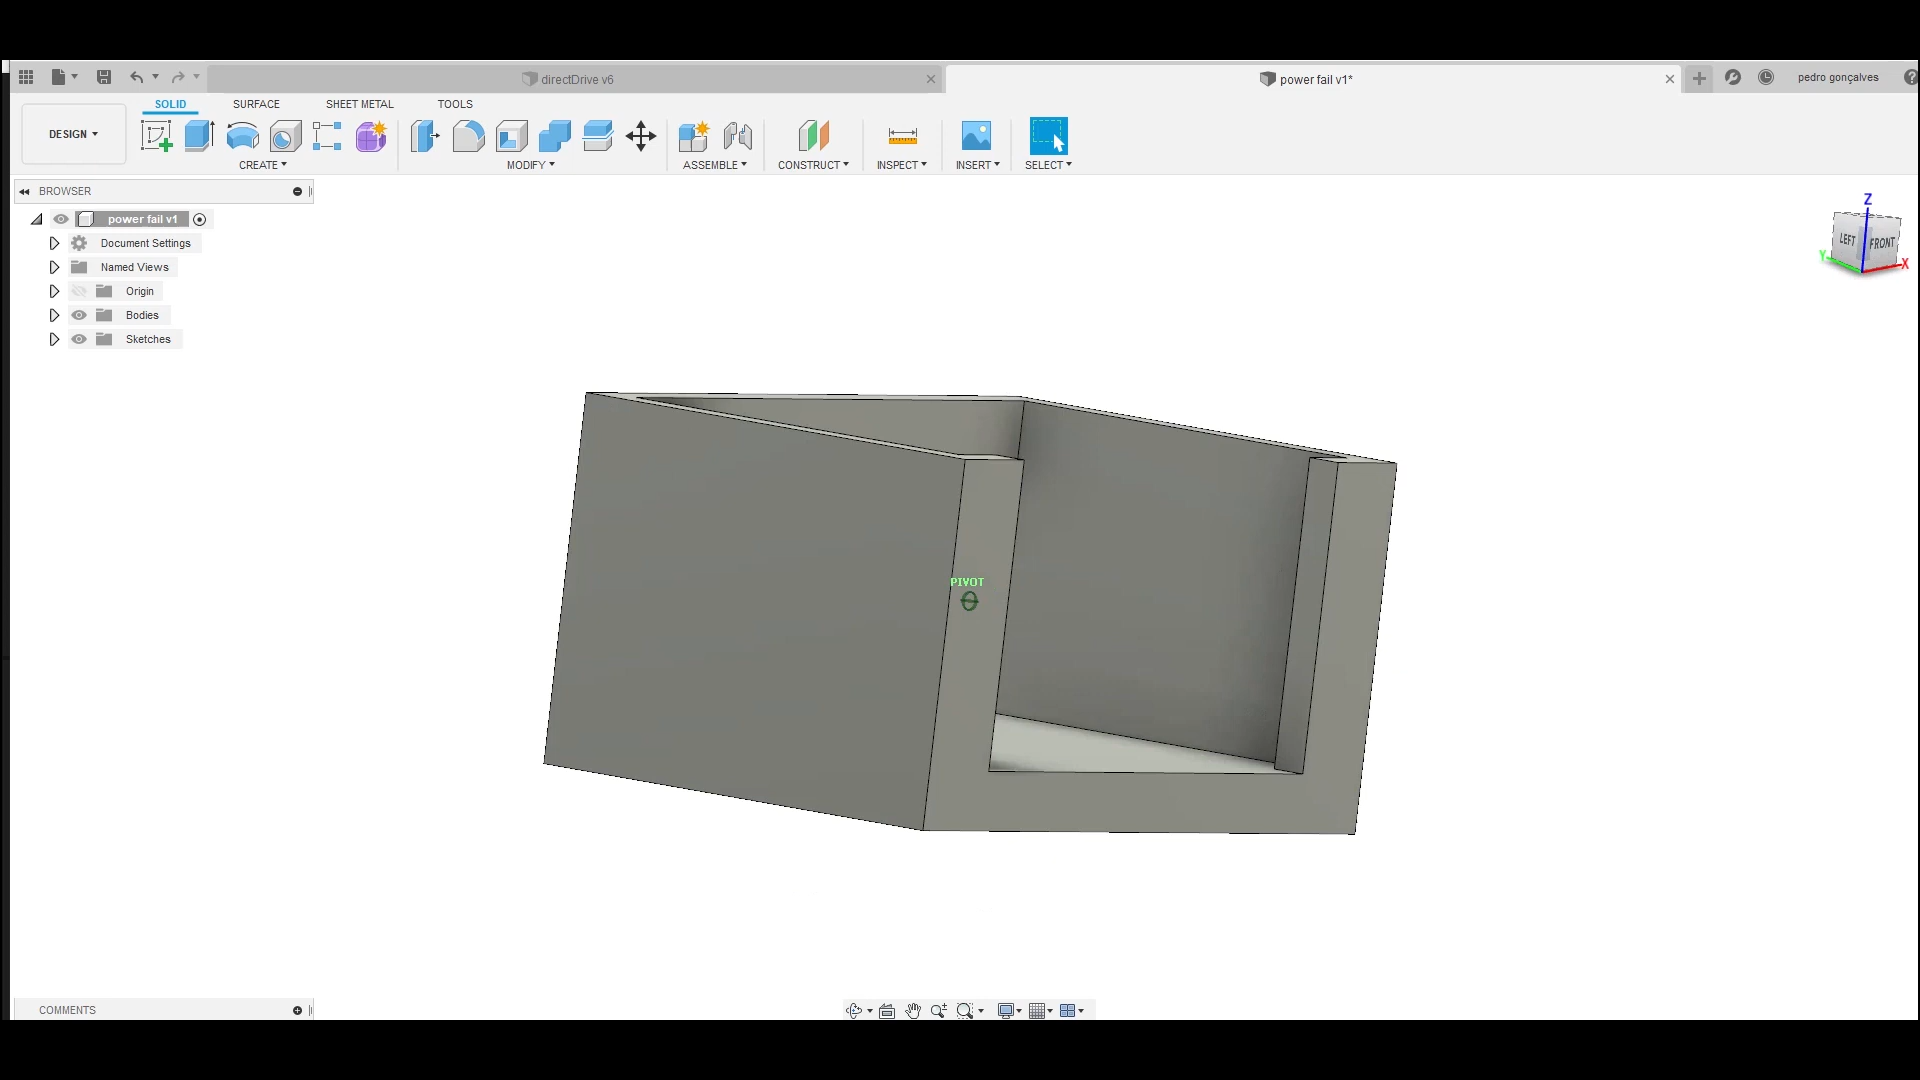 directDrive v6
power fail v1*
pedro gonçalves
DESIGN
SOLID
SURFACE
SHEET METAL
TOOLS
CREATE
MODIFY
ASSEMBLE
CONSTRUCT
INSPECT
INSERT
SELECT
BROWSER
power fail v1
Document Settings
Named Views
Origin
Bodies
Sketches
Z
LEFT
FRONT
Y
X
PIVOT
COMMENTS